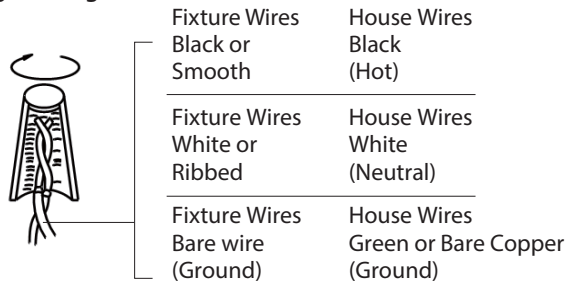 Fixture Wires House Wires
Black or Black
Smooth (Hot)
Fixture Wires House Wires
White or White
Ribbed (Neutral)
Fixture Wires House Wires
Bare wire Green or Bare Copper
(Ground) (Ground)